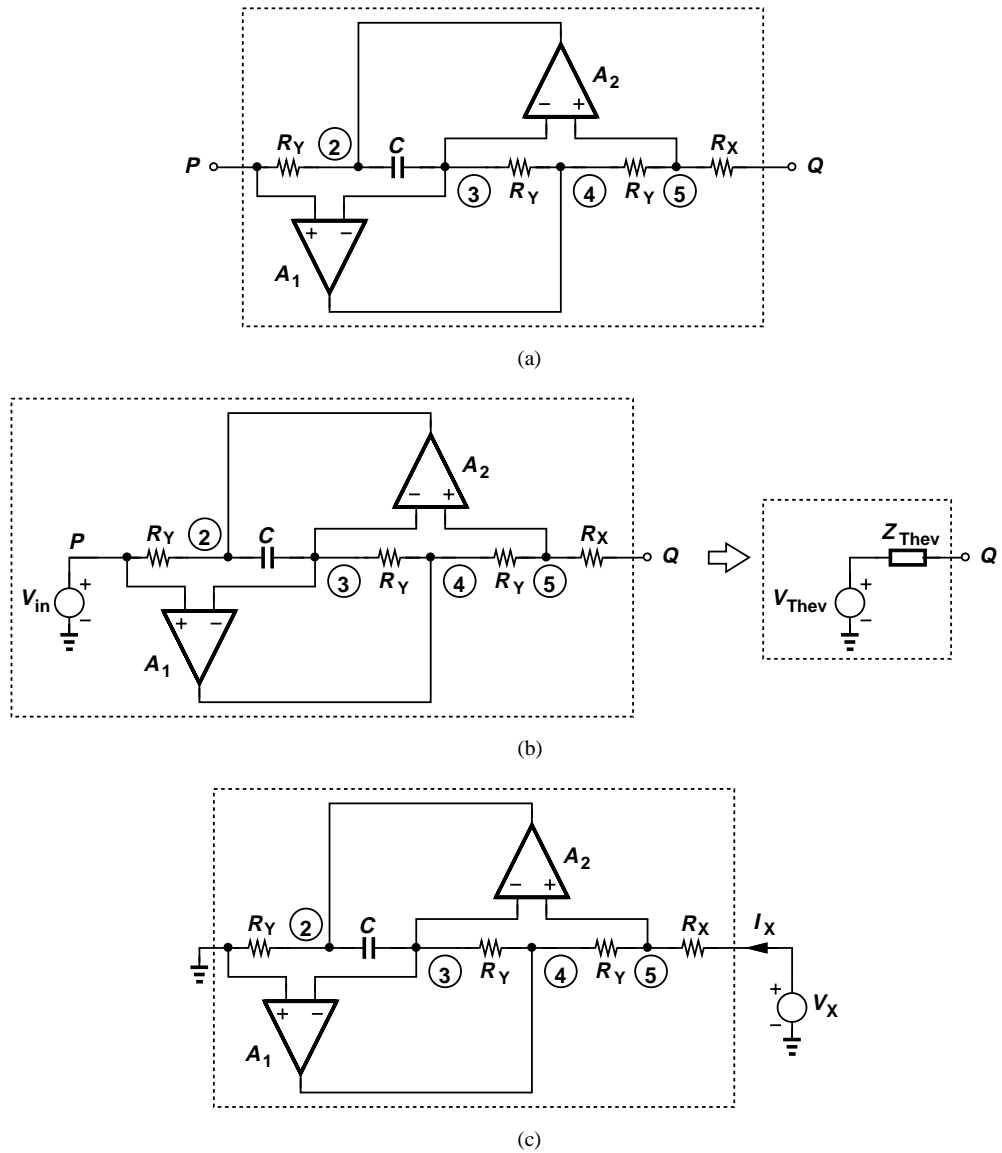 A2
P
RY
2
C
3
RY
4
RY
5
RX
Q
− +
+ −
A1
(a)
A2
P
RY
2
C
3
RY
4
RY
5
RX
Q
Vin
+
−
− +
+ −
A1
ZThev
Q
VThev
+
−
(b)
A2
RY
2
C
3
RY
4
RY
5
RX
IX
− +
+ −
A1
+
−
VX
(c)